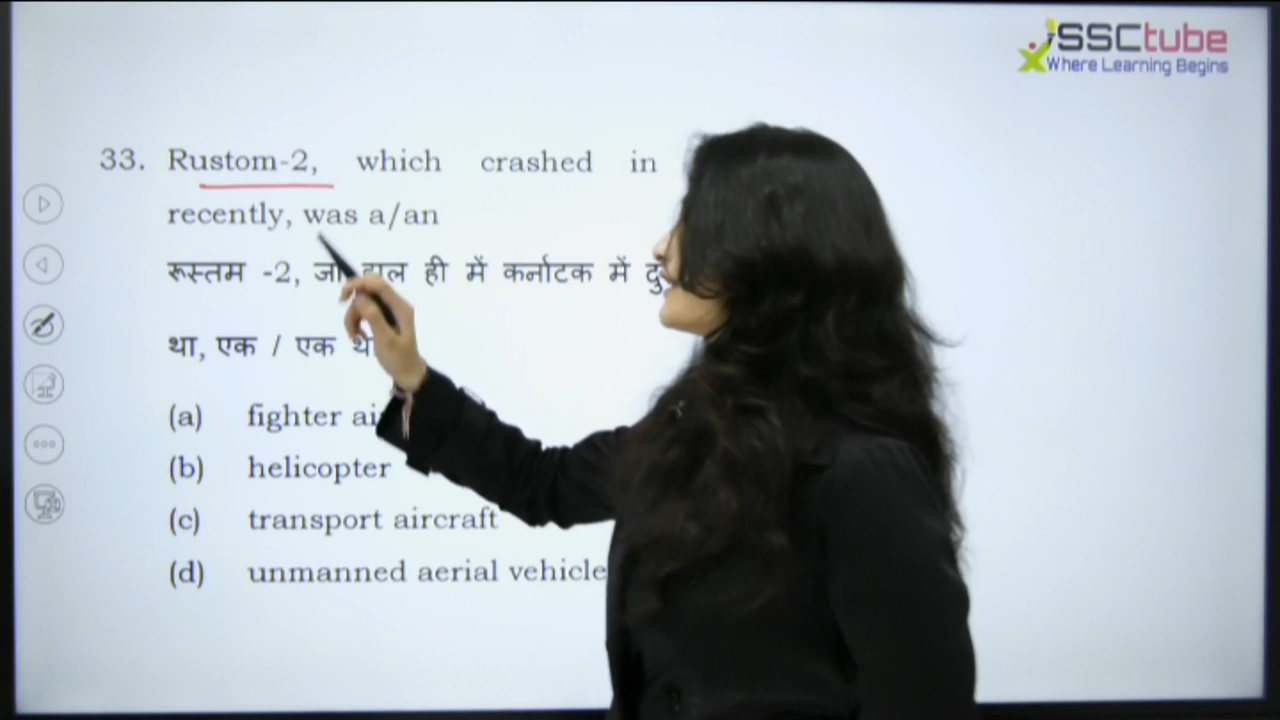 SSCtube
Where Learning Begins
33. Rustom-2, which crashed in
recently, was a/an
रूस्तम -2, जो हाल ही में कर्नाटक में
था, एक / एक
(a) fighter
(b) helicopter
(c) transport aircraft
(d) unmanned aerial vehicle